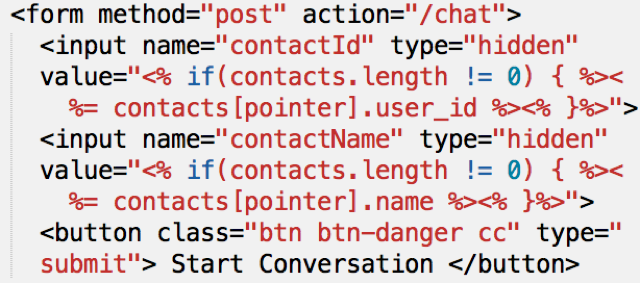 <form method="post" action="/chat">
<input name="contactId" type="hidden"
value="<% if(contacts.length != 0) { %><
%= contacts[pointer].user_id %><% }%>">
<input name="contactName" type="hidden"
value="<% if(contacts.length != 0) { %><
%= contacts[pointer].name %><% }%>">
<button class="btn btn-danger cc" type="
submit"> Start Conversation </button>